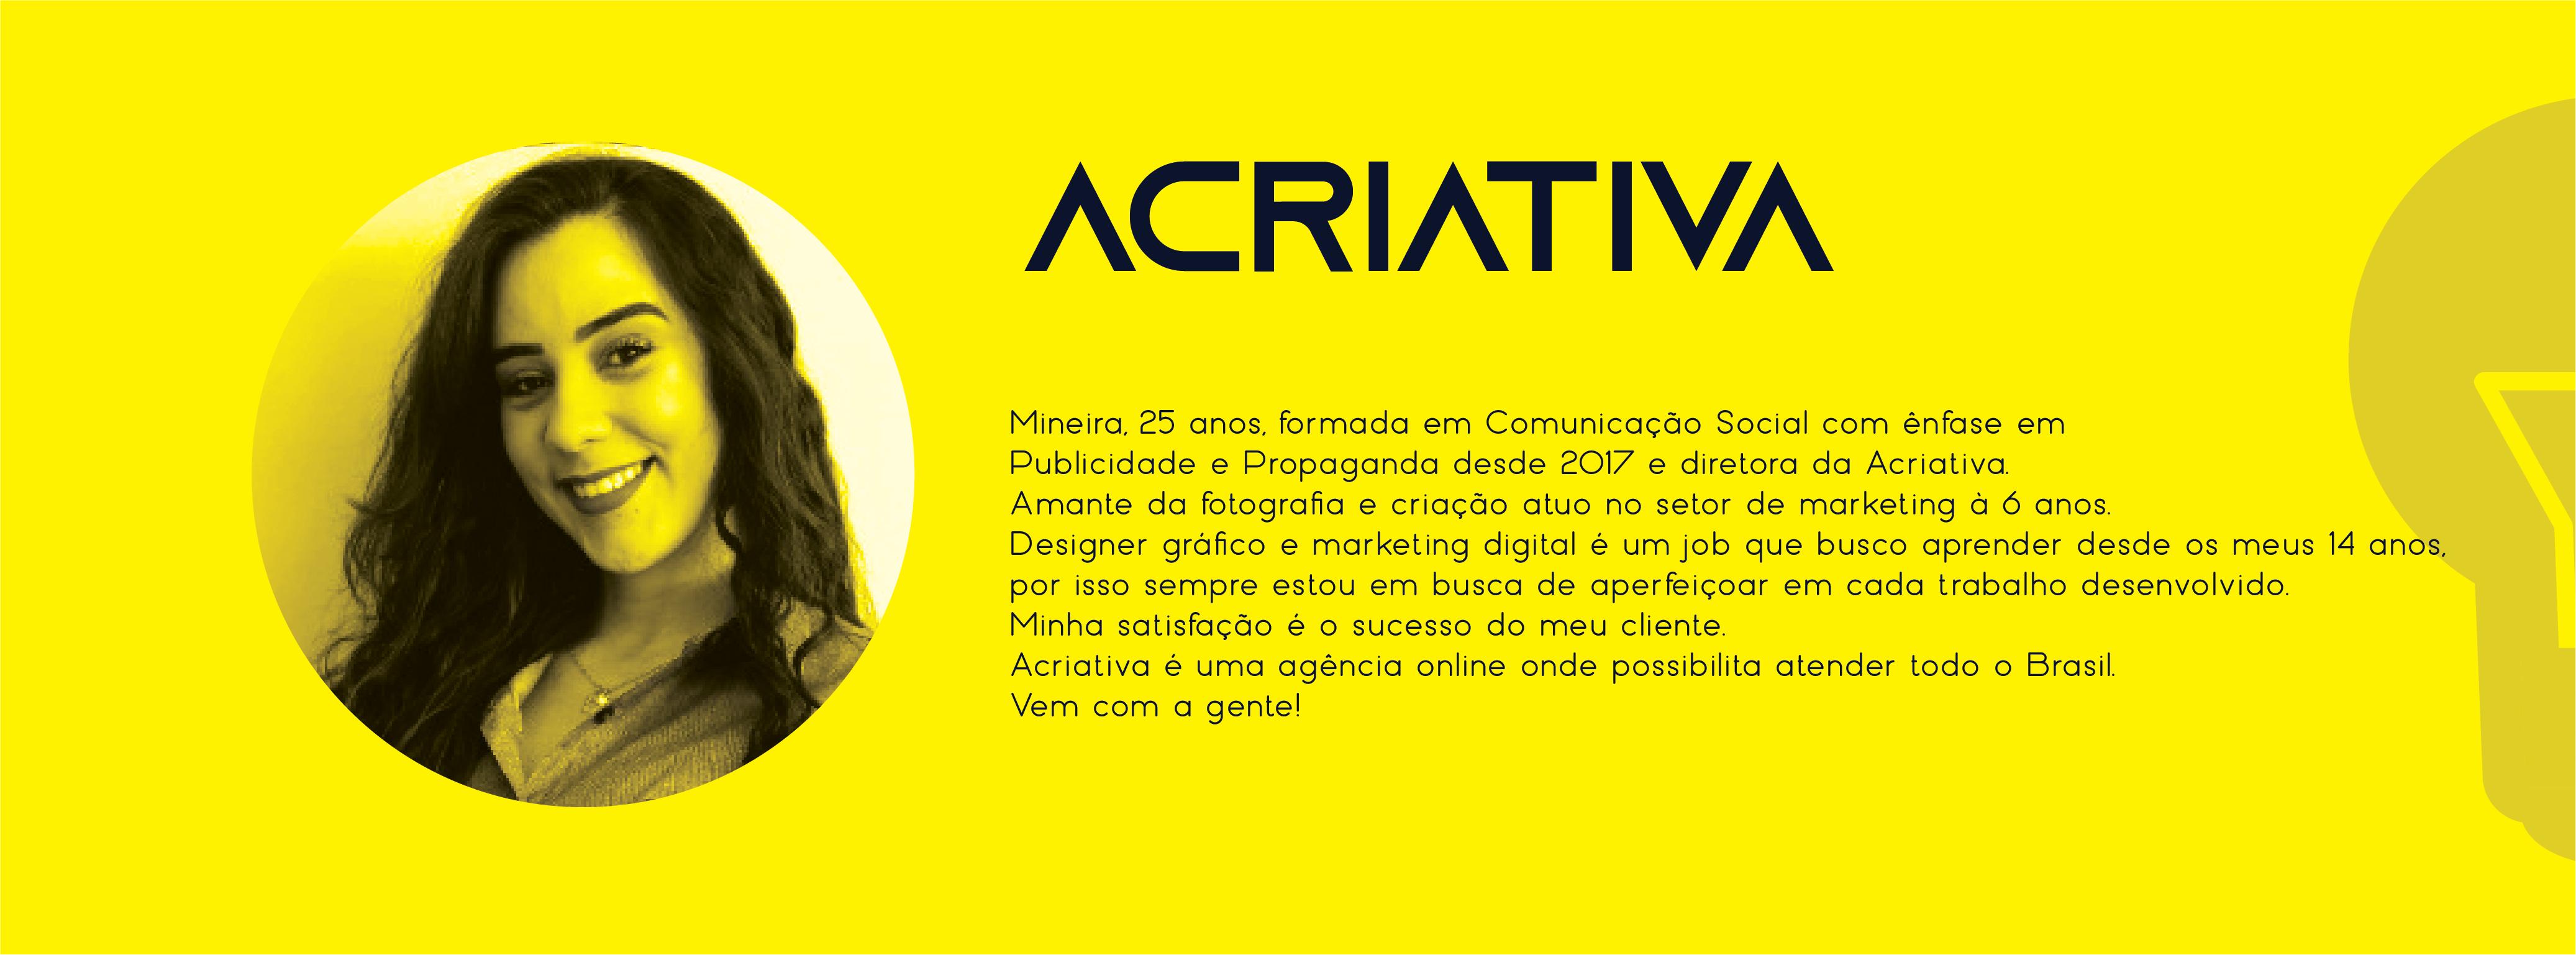 ACRIATIVA
Mineira, 25 anos, formada em Comunicação Social com ênfase em
Publicidade e Propaganda desde 2017 e diretora da Acriativa.
Amante da fotografia e criação atuo no setor de marketing à 6 anos.
Designer gráfico e marketing digital é um job que busco aprender desde os meus 14 anos,
por isso sempre estou em busca de aperfeiçoar em cada trabalho desenvolvido.
Minha satisfação é o sucesso do meu cliente.
Acriativa é uma agência online onde possibilita atender todo o Brasil.
Vem com a gente!